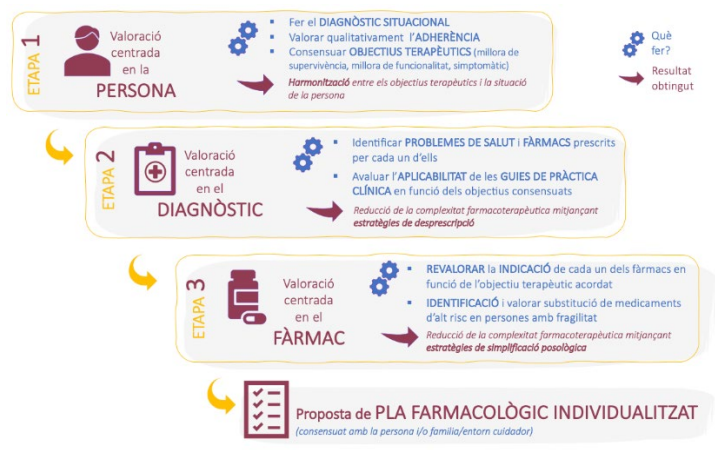 ETAPA 1
Valoració
centrada
en la
PERSONA
Fer el DIAGNÒSTIC SITUACIONAL
Valorar qualitativament l'ADHERÈNCIA
Consensuar OBJECTIUS TERAPÈUTICS (millora de
supervivència, millora de funcionalitat, simptomàtic)
Harmonització entre els objectius terapèutics i la situació
de la persona
Què
fer?
Resultat
obtingut
ETAPA 2
Valoració
centrada
en el
DIAGNÒSTIC
Identificar PROBLEMES DE SALUT i FÀRMACS prescrits
per cada un d'ells
Avaluar l'APLICABILITAT de les GUIES DE PRÀCTICA
CLÍNICA en funció dels objectius consensuats
Reducció de la complexitat farmacoterapèutica mitjançant
estratègies de desprescripció
ETAPA 3
Valoració
centrada
en el
FÀRMAC
REVALORAR la INDICACIÓ de cada un dels fàrmacs en
funció de l'objectiu terapèutic acordat
IDENTIFICACIÓ i valorar substitució de medicaments
d'alt risc en persones amb fragilitat
Reducció de la complexitat farmacoterapèutica mitjançant
estratègies de simplificació posològica
Proposta de PLA FARMACOLÒGIC INDIVIDUALITZAT
(consensuat amb la persona i/o familia/entorn cuidador)